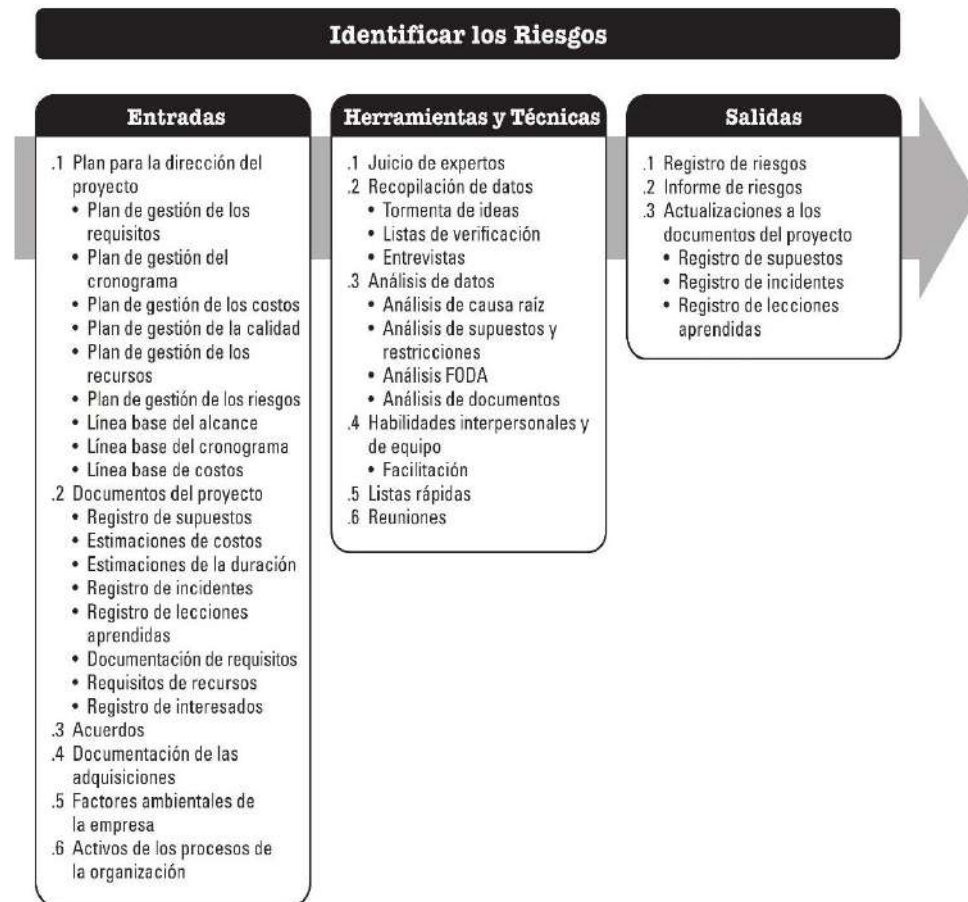 Identificar los Riesgos
Entradas
.1 Plan para la dirección del
proyecto
• Plan de gestión de los
requisitos
• Plan de gestión del
cronograma
• Plan de gestión de los costos
• Plan de gestión de la calidad
• Plan de gestión de los
recursos
• Plan de gestión de los riesgos
• Línea base del alcance
• Línea base del cronograma
• Línea base de costos
.2 Documentos del proyecto
• Registro de supuestos
• Estimaciones de costos
• Estimaciones de la duración
• Registro de incidentes
• Registro de lecciones
aprendidas
• Documentación de requisitos
• Requisitos de recursos
• Registro de interesados
.3 Acuerdos
.4 Documentación de las
adquisiciones
.5 Factores ambientales de
la empresa
.6 Activos de los procesos de
la organización
Herramientas y Técnicas
.1 Juicio de expertos
.2 Recopilación de datos
• Tormenta de ideas
• Listas de verificación
• Entrevistas
.3 Análisis de datos
• Análisis de causa raíz
• Análisis de supuestos y
restricciones
• Análisis FODA
• Análisis de documentos
.4 Habilidades interpersonales y
de equipo
• Facilitación
.5 Listas rápidas
.6 Reuniones
Salidas
.1 Registro de riesgos
.2 Informe de riesgos
.3 Actualizaciones a los
documentos del proyecto
• Registro de supuestos
• Registro de incidentes
• Registro de lecciones
aprendidas